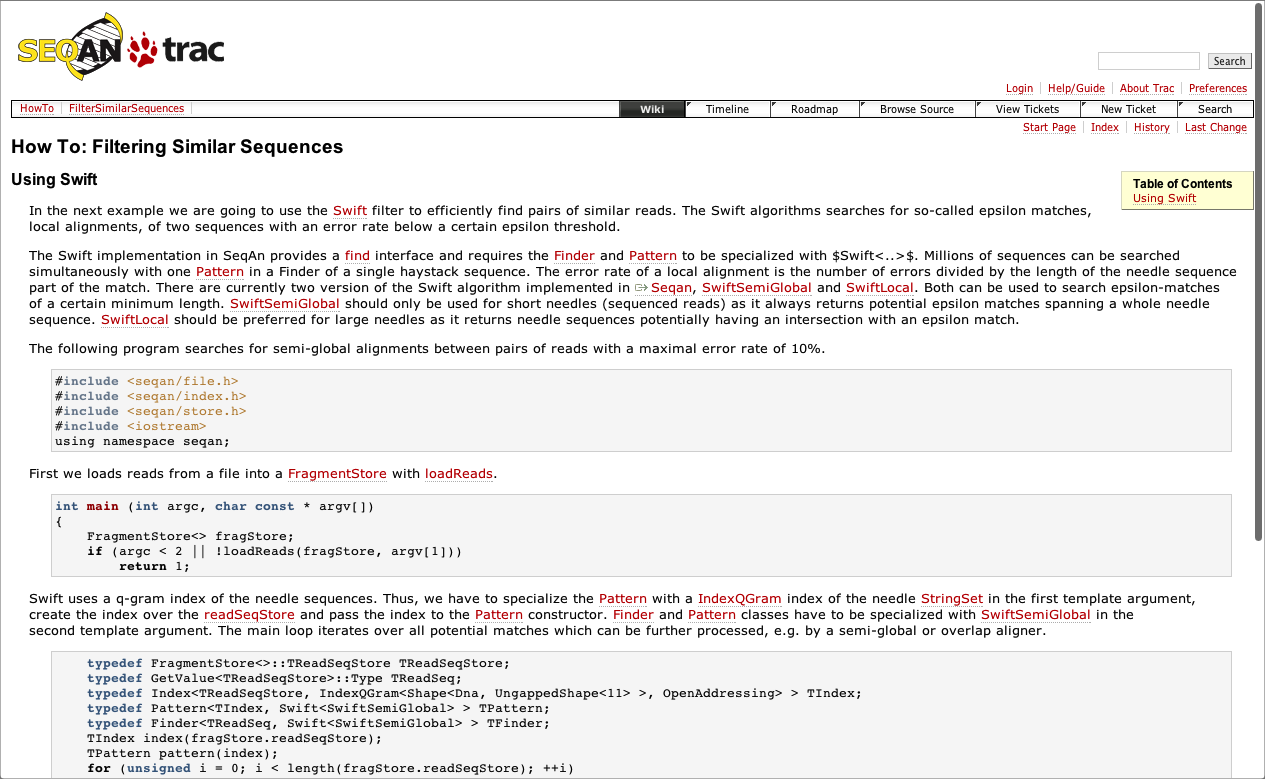 SEQAN trac
Search
Login Help/Guide About Trac Preferences
HowTo FilterSimilarSequences Wiki Timeline Roadmap Browse Source View Tickets New Ticket Search
Start Page Index History Last Change
How To: Filtering Similar Sequences
Using Swift
Table of Contents
Using Swift
In the next example we are going to use the Swift filter to efficiently find pairs of similar reads. The Swift algorithms searches for so-called epsilon matches,
local alignments, of two sequences with an error rate below a certain epsilon threshold.
The Swift implementation in SeqAn provides a find interface and requires the Finder and Pattern to be specialized with $Swift<..>$. Millions of sequences can be searched
simultaneously with one Pattern in a Finder of a single haystack sequence. The error rate of a local alignment is the number of errors divided by the length of the needle sequence
part of the match. There are currently two version of the Swift algorithm implemented in Seqan, SwiftSemiGlobal and SwiftLocal. Both can be used to search epsilon-matches
of a certain minimum length. SwiftSemiGlobal should only be used for short needles (sequenced reads) as it always returns potential epsilon matches spanning a whole needle
sequence. SwiftLocal should be preferred for large needles as it returns needle sequences potentially having an intersection with an epsilon match.
The following program searches for semi-global alignments between pairs of reads with a maximal error rate of 10%.
#include <seqan/file.h>
#include <seqan/index.h>
#include <seqan/store.h>
#include <iostream>
using namespace seqan;
First we loads reads from a file into a FragmentStore with loadReads.
int main (int argc, char const * argv[])
{
    FragmentStore<> fragStore;
    if (argc < 2 || !loadReads(fragStore, argv[1]))
        return 1;
Swift uses a q-gram index of the needle sequences. Thus, we have to specialize the Pattern with a IndexQGram index of the needle StringSet in the first template argument,
create the index over the readSeqStore and pass the index to the Pattern constructor. Finder and Pattern classes have to be specialized with SwiftSemiGlobal in the
second template argument. The main loop iterates over all potential matches which can be further processed, e.g. by a semi-global or overlap aligner.
    typedef FragmentStore<>::TReadSeqStore TReadSeqStore;
    typedef GetValue<TReadSeqStore>::Type TReadSeq;
    typedef Index<TReadSeqStore, IndexQGram<Shape<Dna, UngappedShape<11> >, OpenAddressing> > TIndex;
    typedef Pattern<TIndex, Swift<SwiftSemiGlobal> > TPattern;
    typedef Finder<TReadSeq, Swift<SwiftSemiGlobal> > TFinder;
    TIndex index(fragStore.readSeqStore);
    TPattern pattern(index);
    for (unsigned i = 0; i < length(fragStore.readSeqStore); ++i)